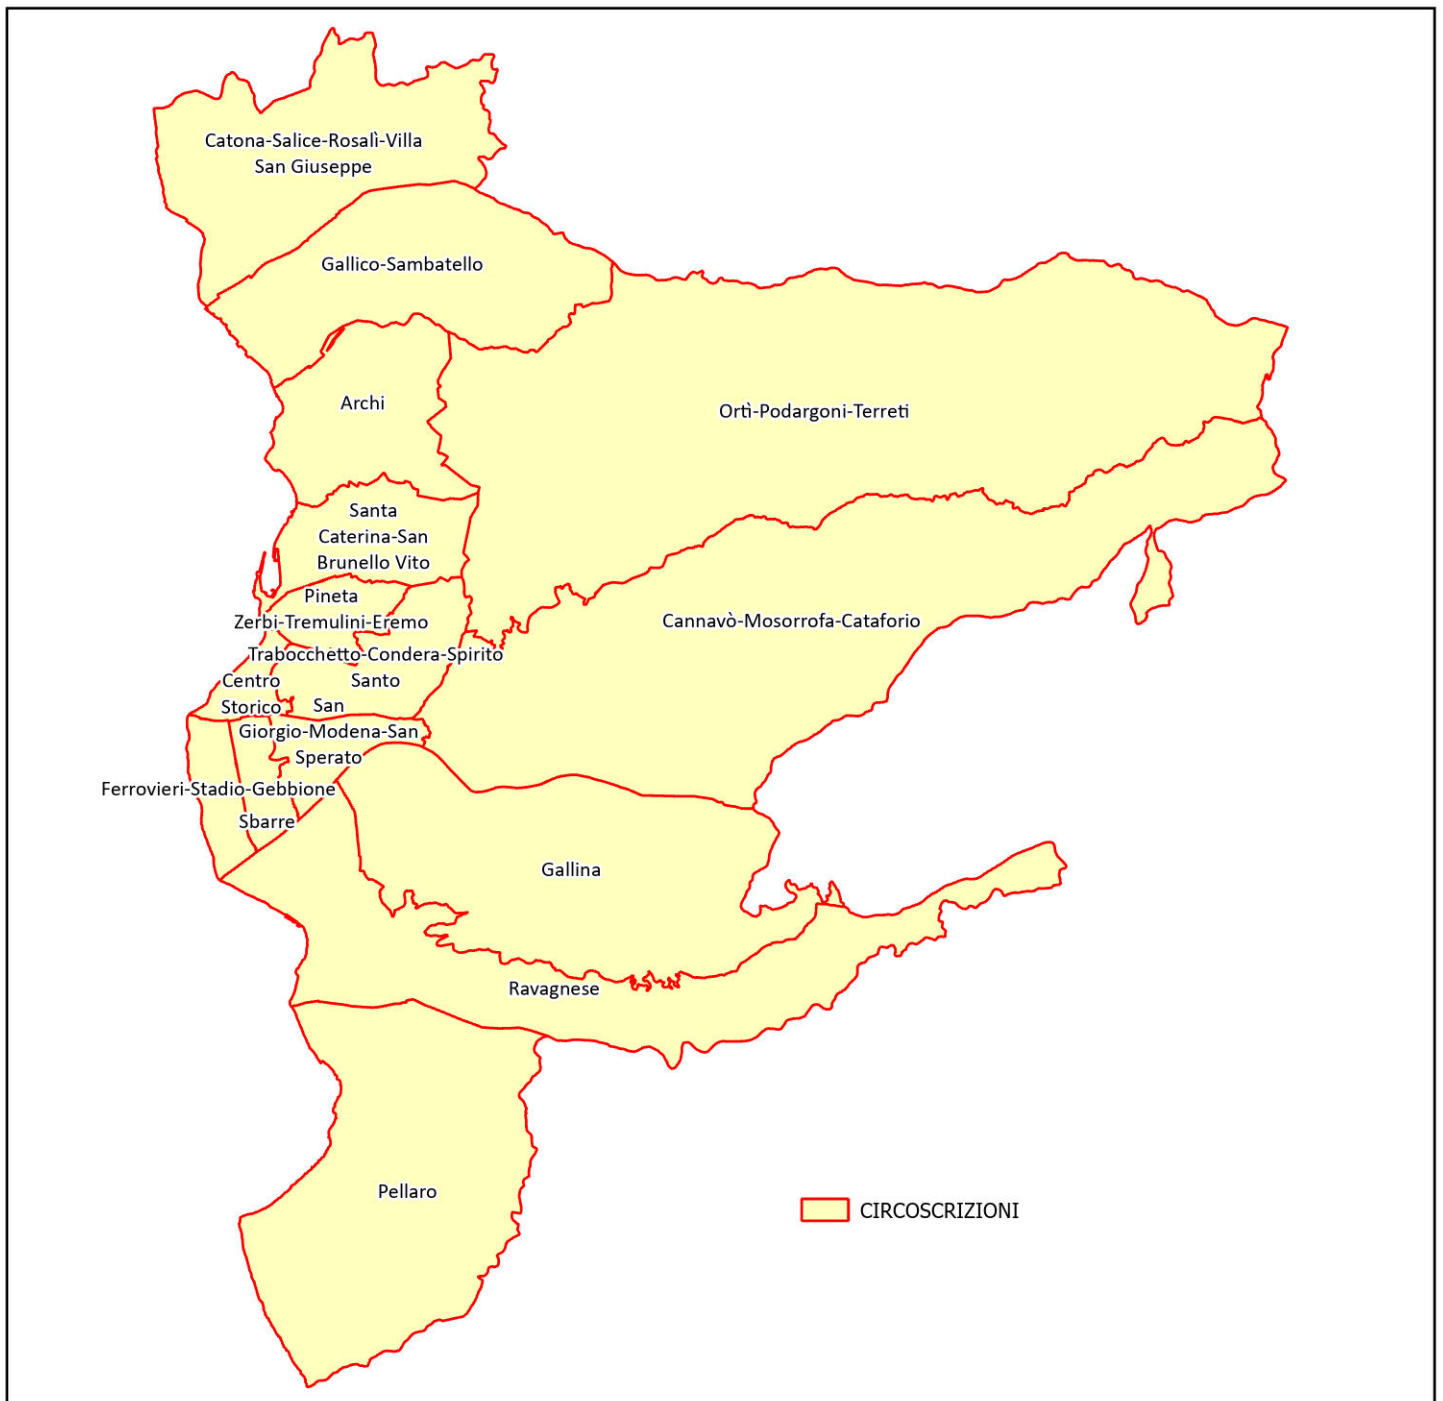 Catona-Salice-Rosalì-Villa
San Giuseppe
Gallico-Sambatello
Archi
Ortì-Podargoni-Terreti
Santa
Caterina-San
Brunello Vito
Pineta
Zerbi-Tremulini-Eremo
Cannavò-Mosorrofa-Cataforio
Trabocchetto-Condera-Spirito
Santo
Centro
Storico
San
Giorgio-Modena-San
Sperato
Ferrovieri-Stadio-Gebbione
Sbarre
Gallina
Ravagnese
Pellaro
CIRCOSCRIZIONI